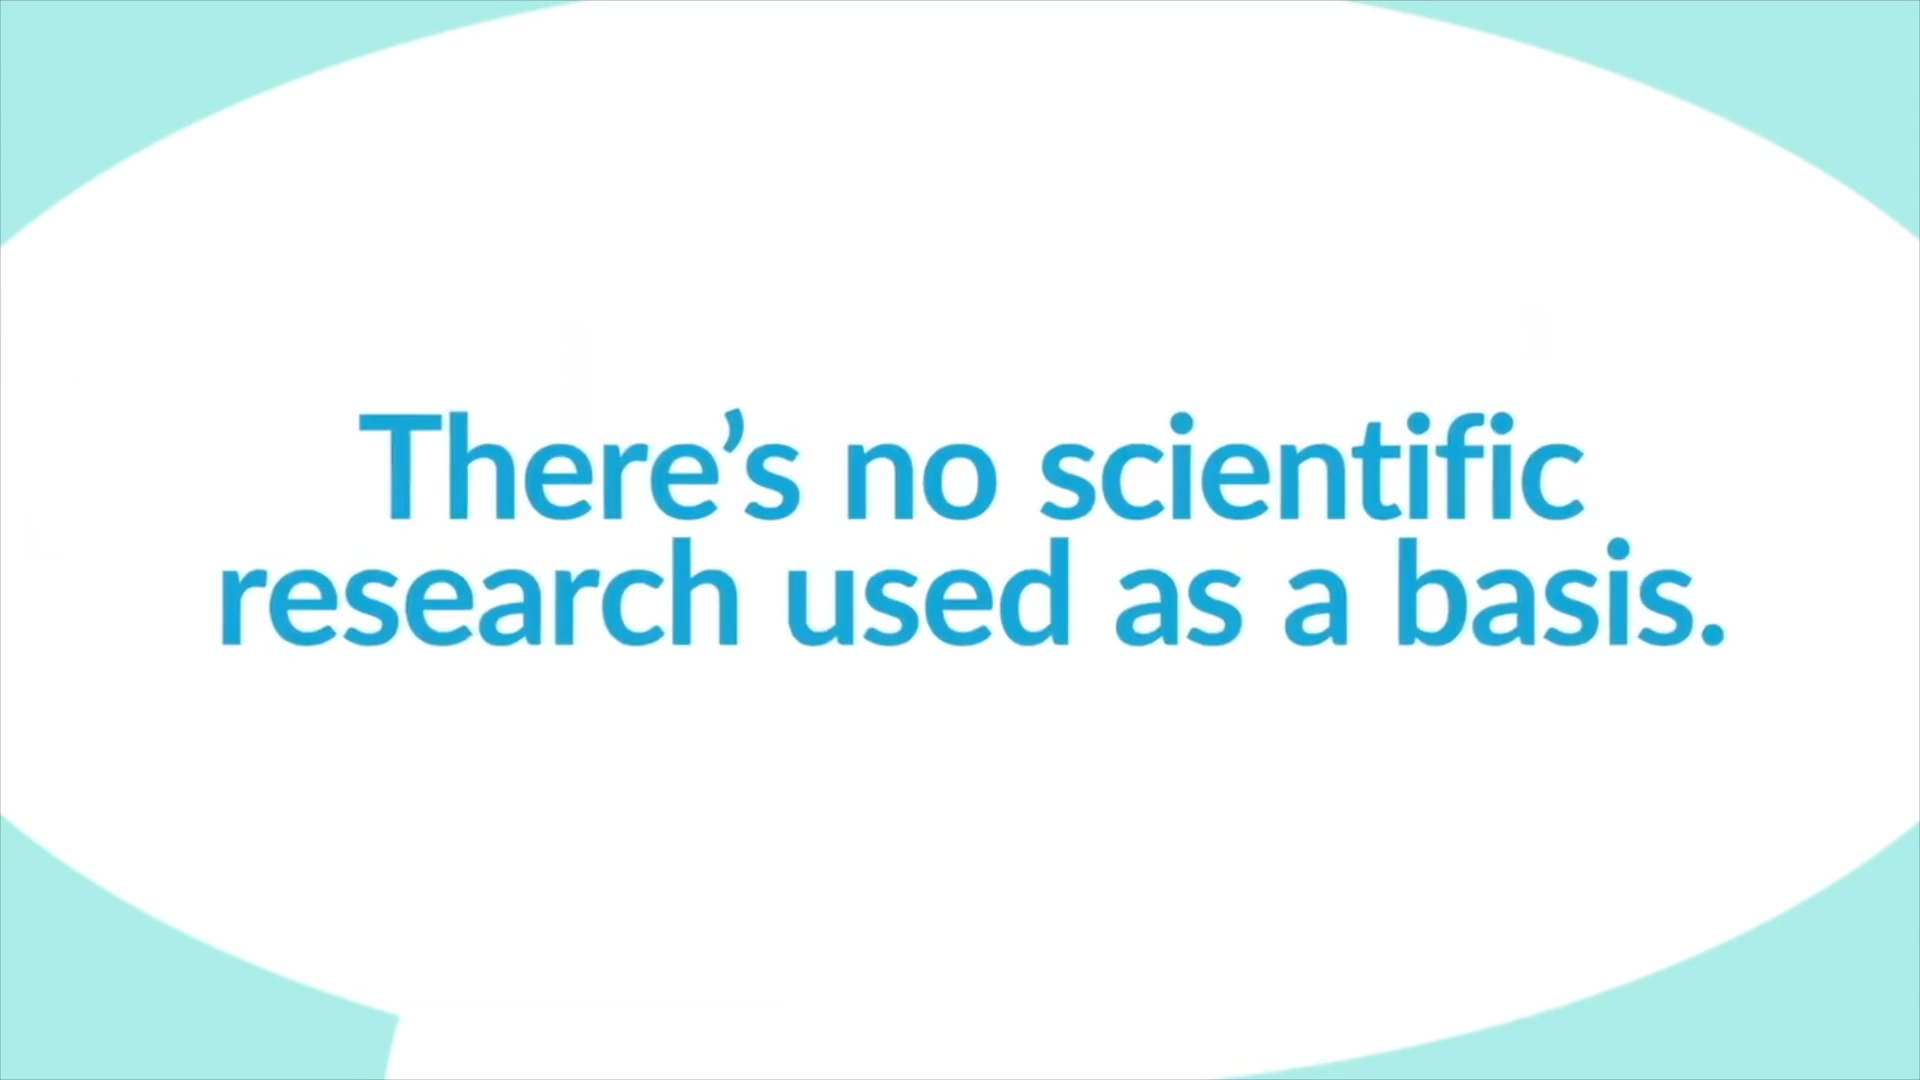 There’s no scientific
research used as a basis.